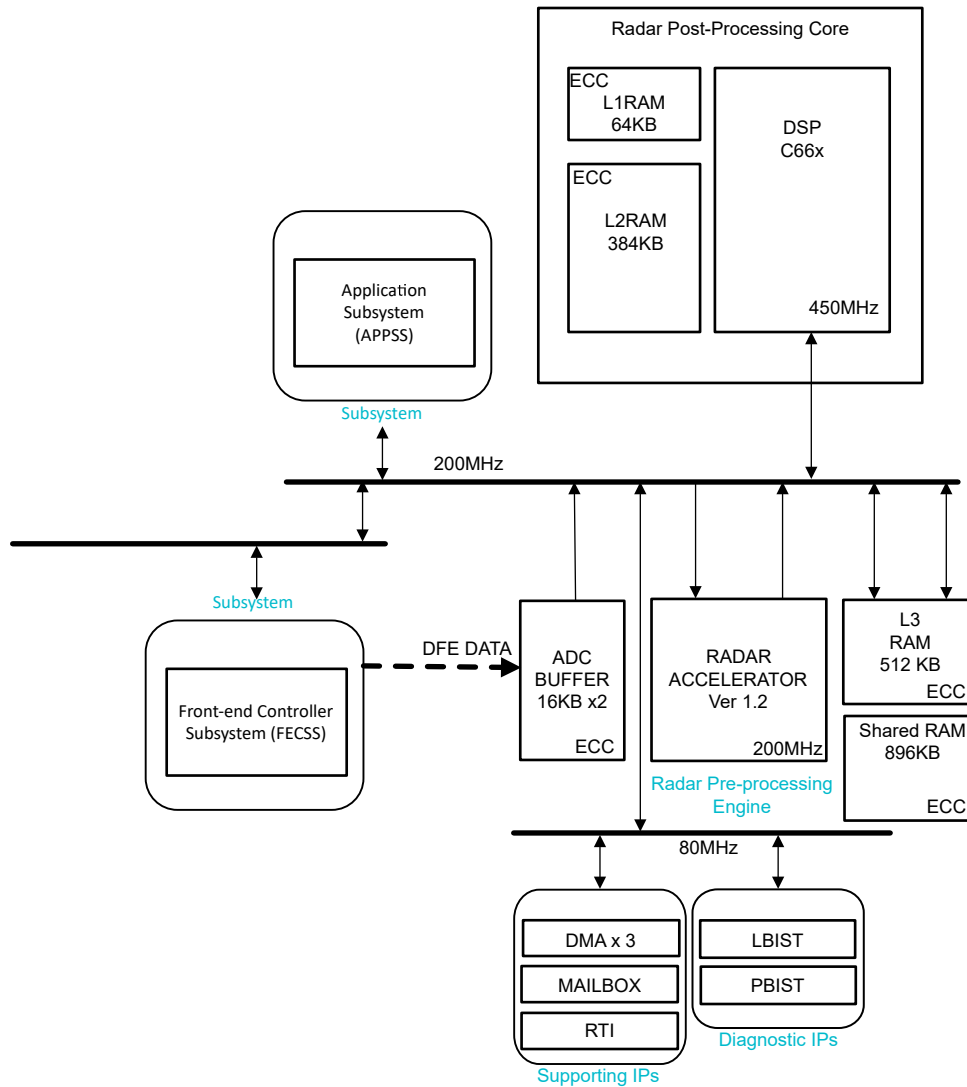 Radar Post-Processing Core
ECC
L1RAM
64KB
DSP
C66x
ECC
L2RAM
384KB
450MHz
Application
Subsystem
(APPSS)
Subsystem
200MHz
Subsystem
Front-end Controller
Subsystem (FECSS)
DFE DATA
ADC
BUFFER
16KB x2
ECC
RADAR
ACCELERATOR
Ver 1.2
200MHz
Radar Pre-processing
Engine
L3
RAM
512 KB
ECC
Shared RAM
896KB
ECC
80MHz
DMA x 3
MAILBOX
RTI
Supporting IPs
LBIST
PBIST
Diagnostic IPs